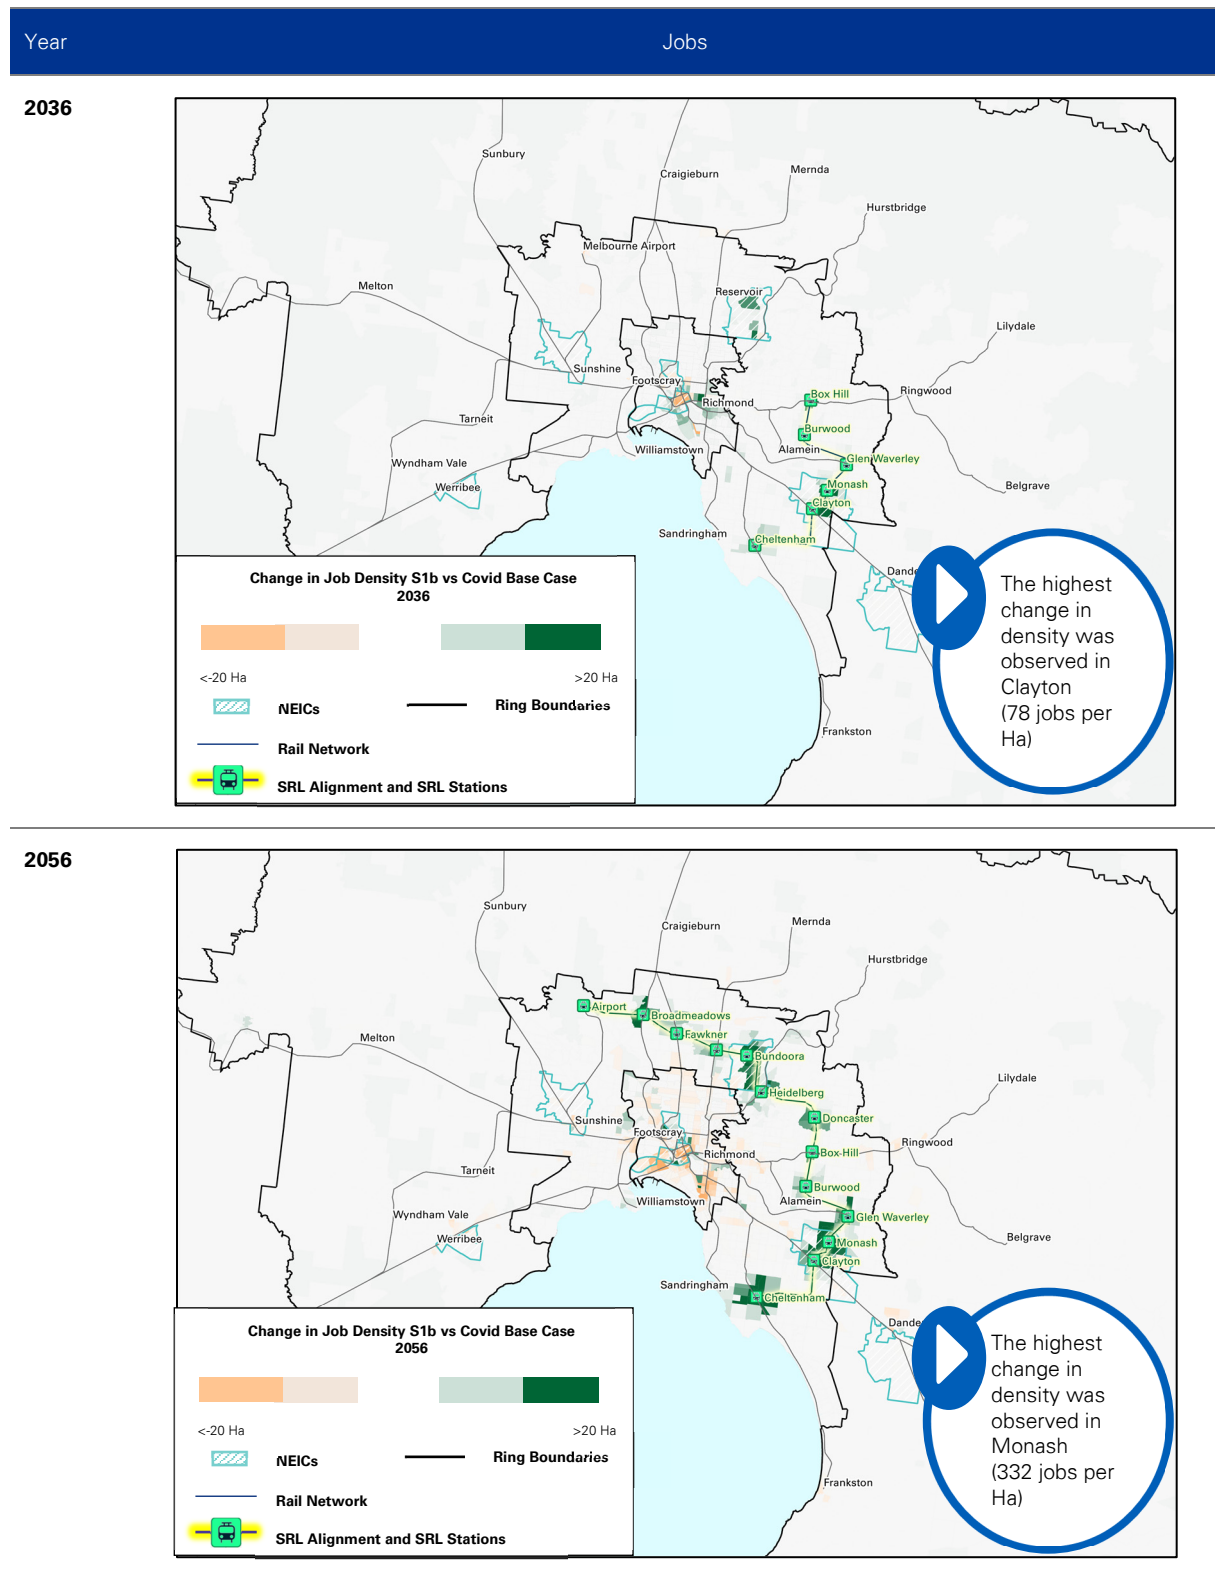 Year
Jobs
2036
Sunbury
Craigieburn
Mernda
Hurstbridge
Melbourne Airport
Melton
Reservoir
Lilydale
Sunshine
Footscray
Ringwood
Box Hill
Richmond
Tarneit
Burwood
Williamstown
Alamein
Glen Waverley
Wyndham Vale
Werribee
Monash
Belgrave
Clayton
Sandringham
Cheltenham
Dande
Frankston
Change in Job Density S1b vs Covid Base Case
2036
<-20 Ha
>20 Ha
NEICs
Ring Boundaries
Rail Network
SRL Alignment and SRL Stations
The highest
change in
density was
observed in
Clayton
(78 jobs per
Ha)
2056
Sunbury
Craigieburn
Mernda
Hurstbridge
Airport
Broadmeadows
Fawkner
Melton
Bundoora
Lilydale
Heidelberg
Sunshine
Doncaster
Footscray
Ringwood
Richmond
Box Hill
Tarneit
Burwood
Williamstown
Alamein
Wyndham Vale
Glen Waverley
Werribee
Monash
Belgrave
Clayton
Sandringham
Cheltenham
Dande
Frankston
Change in Job Density S1b vs Covid Base Case
2056
<-20 Ha
>20 Ha
NEICs
Ring Boundaries
Rail Network
SRL Alignment and SRL Stations
The highest
change in
density was
observed in
Monash
(332 jobs per
Ha)